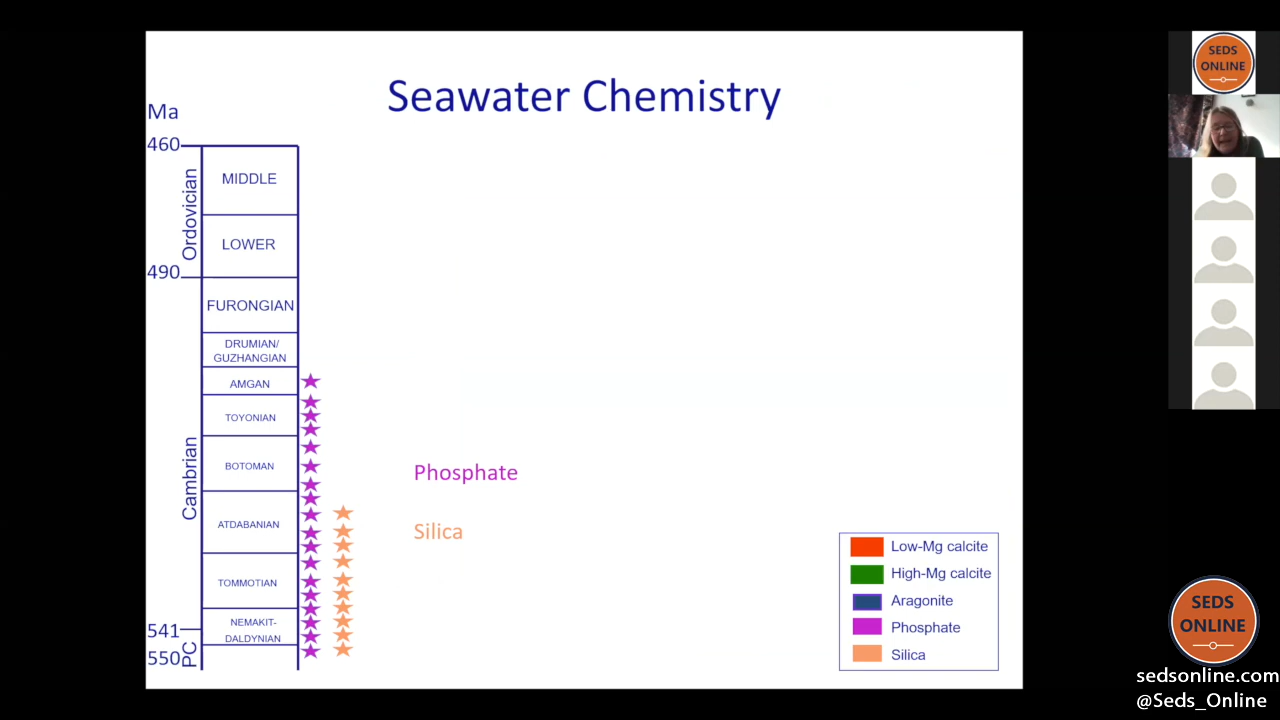 Seawater Chemistry
Ma
460
Ordovician
MIDDLE
LOWER
490
FURONGIAN
DRUMIAN/
GUZHANGIAN
AMGAN
TOYONIAN
Cambrian
BOTOMAN
ATDABANIAN
TOMMOTIAN
NEMAKIT-
DALDYNIAN
541
PC
550
Phosphate
Silica
Low-Mg calcite
High-Mg calcite
Aragonite
Phosphate
Silica
SEDS
ONLINE
SEDS
ONLINE
sedsonline.com
@Seds_Online